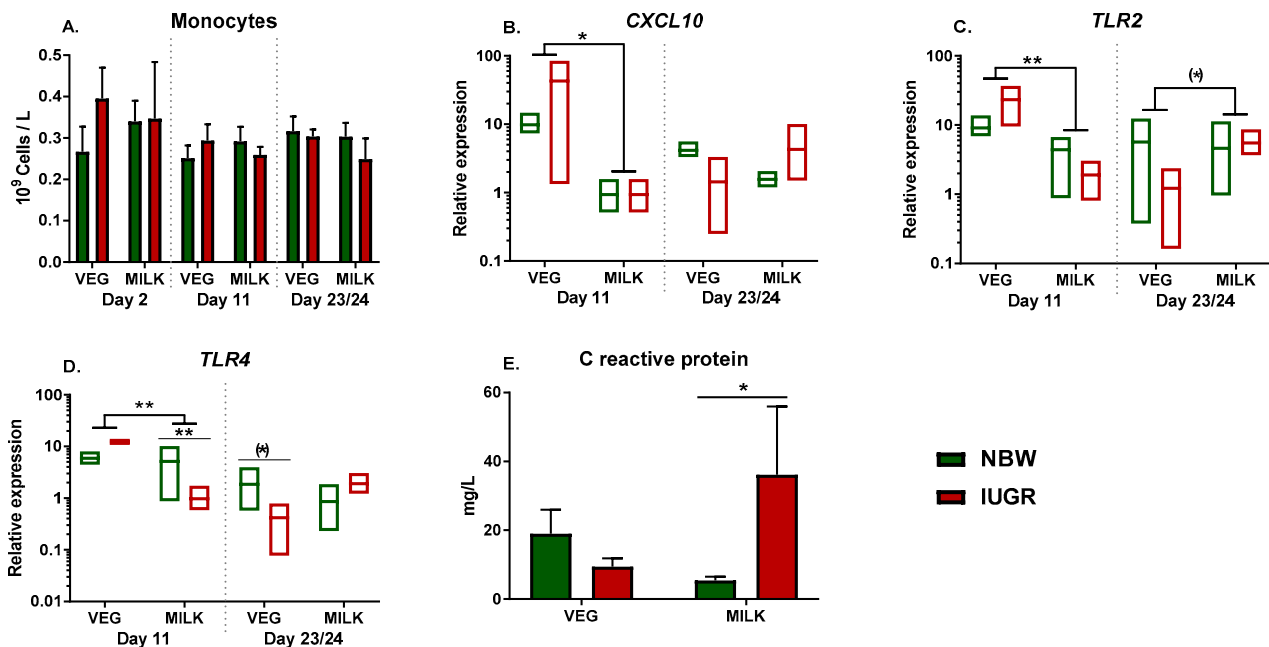 A.
Monocytes
10⁹ Cells / L
0.5
0.4
0.3
0.2
0.1
0.0
VEG MILK VEG MILK VEG MILK
Day 2 Day 11 Day 23/24
B.
CXCL10
Relative expression
100
10
1
0.1
*
VEG MILK VEG MILK
Day 11 Day 23/24
C.
TLR2
Relative expression
100
10
1
0.1
**
(*)
VEG MILK VEG MILK
Day 11 Day 23/24
D.
TLR4
Relative expression
100
10
1
0.1
0.01
**
**
(*)
VEG MILK VEG MILK
Day 11 Day 23/24
E.
C reactive protein
mg/L
60
40
20
0
*
VEG MILK
NBW
IUGR